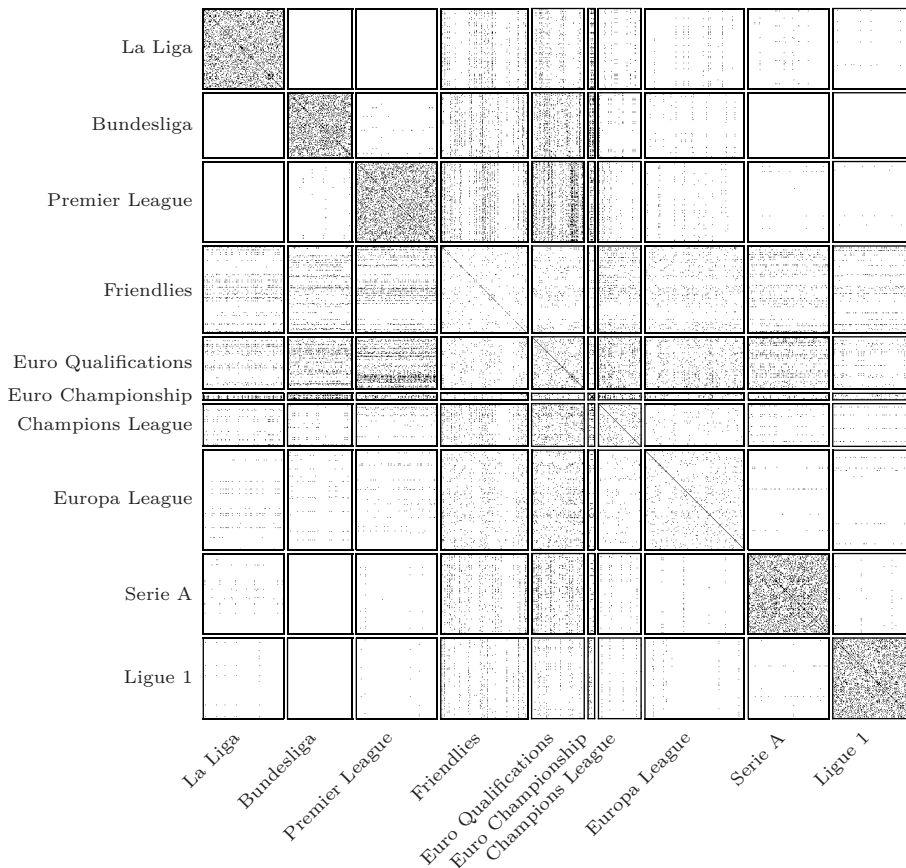 La Liga
Bundesliga
Premier League
Friendlies
Euro Qualifications
Euro Championship
Champions League
Europa League
Serie A
Ligue 1
La Liga
Bundesliga
Premier League
Friendlies
Euro Qualifications
Euro Championship
Champions League
Europa League
Serie A
Ligue 1